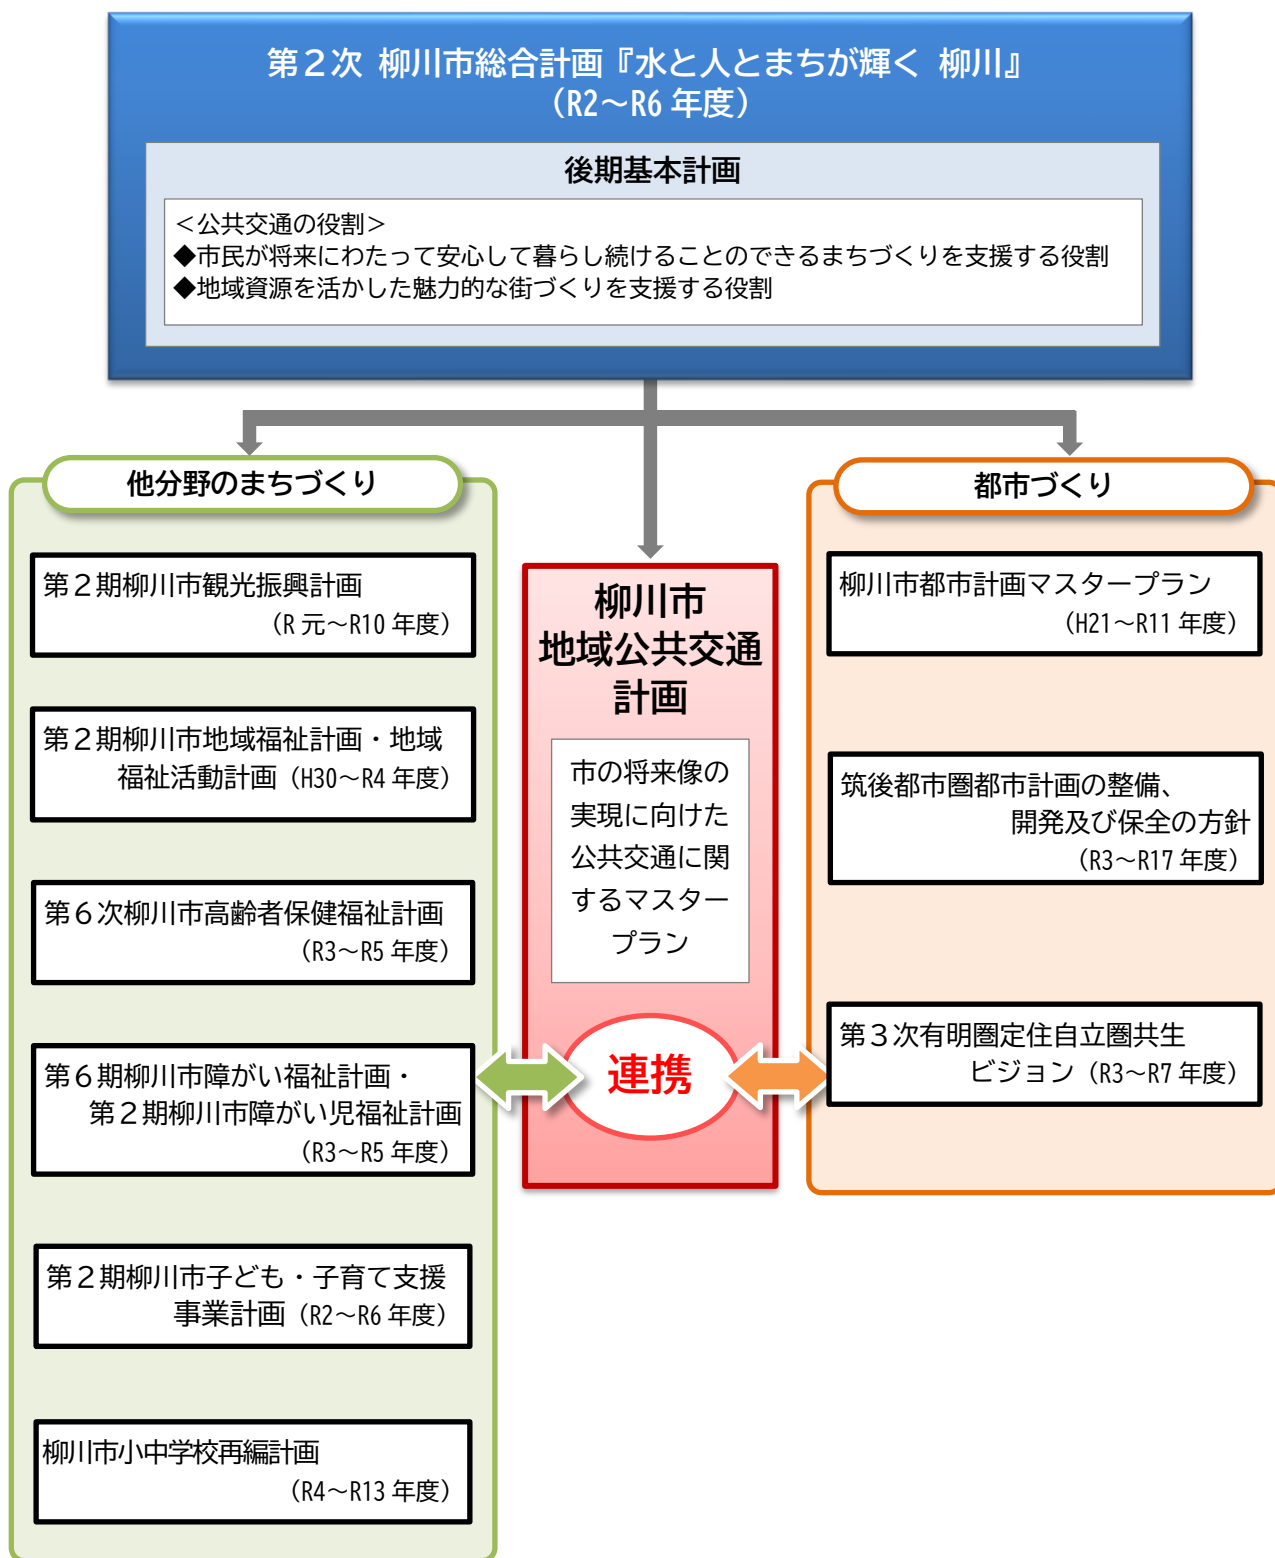 第２次 柳川市総合計画『水と人とまちが輝く 柳川』
（R2～R6 年度）
後期基本計画
＜公共交通の役割＞
◆市民が将来にわたって安心して暮らし続けることのできるまちづくりを支援する役割
◆地域資源を活かした魅力的な街づくりを支援する役割
他分野のまちづくり
第２期柳川市観光振興計画
（R 元～R10 年度）
第２期柳川市地域福祉計画・地域
福祉活動計画（H30～R4 年度）
第６次柳川市高齢者保健福祉計画
（R3～R5 年度）
第６期柳川市障がい福祉計画・
第２期柳川市障がい児福祉計画
（R3～R5 年度）
第２期柳川市子ども・子育て支援
事業計画（R2～R6 年度）
柳川市小中学校再編計画
（R4～R13 年度）
柳川市
地域公共交通
計画
市の将来像の
実現に向けた
公共交通に関
するマスター
プラン
連携
都市づくり
柳川市都市計画マスタープラン
（H21～R11 年度）
筑後都市圏都市計画の整備、
開発及び保全の方針
（R3～R17 年度）
第３次有明圏定住自立圏共生
ビジョン（R3～R7 年度）